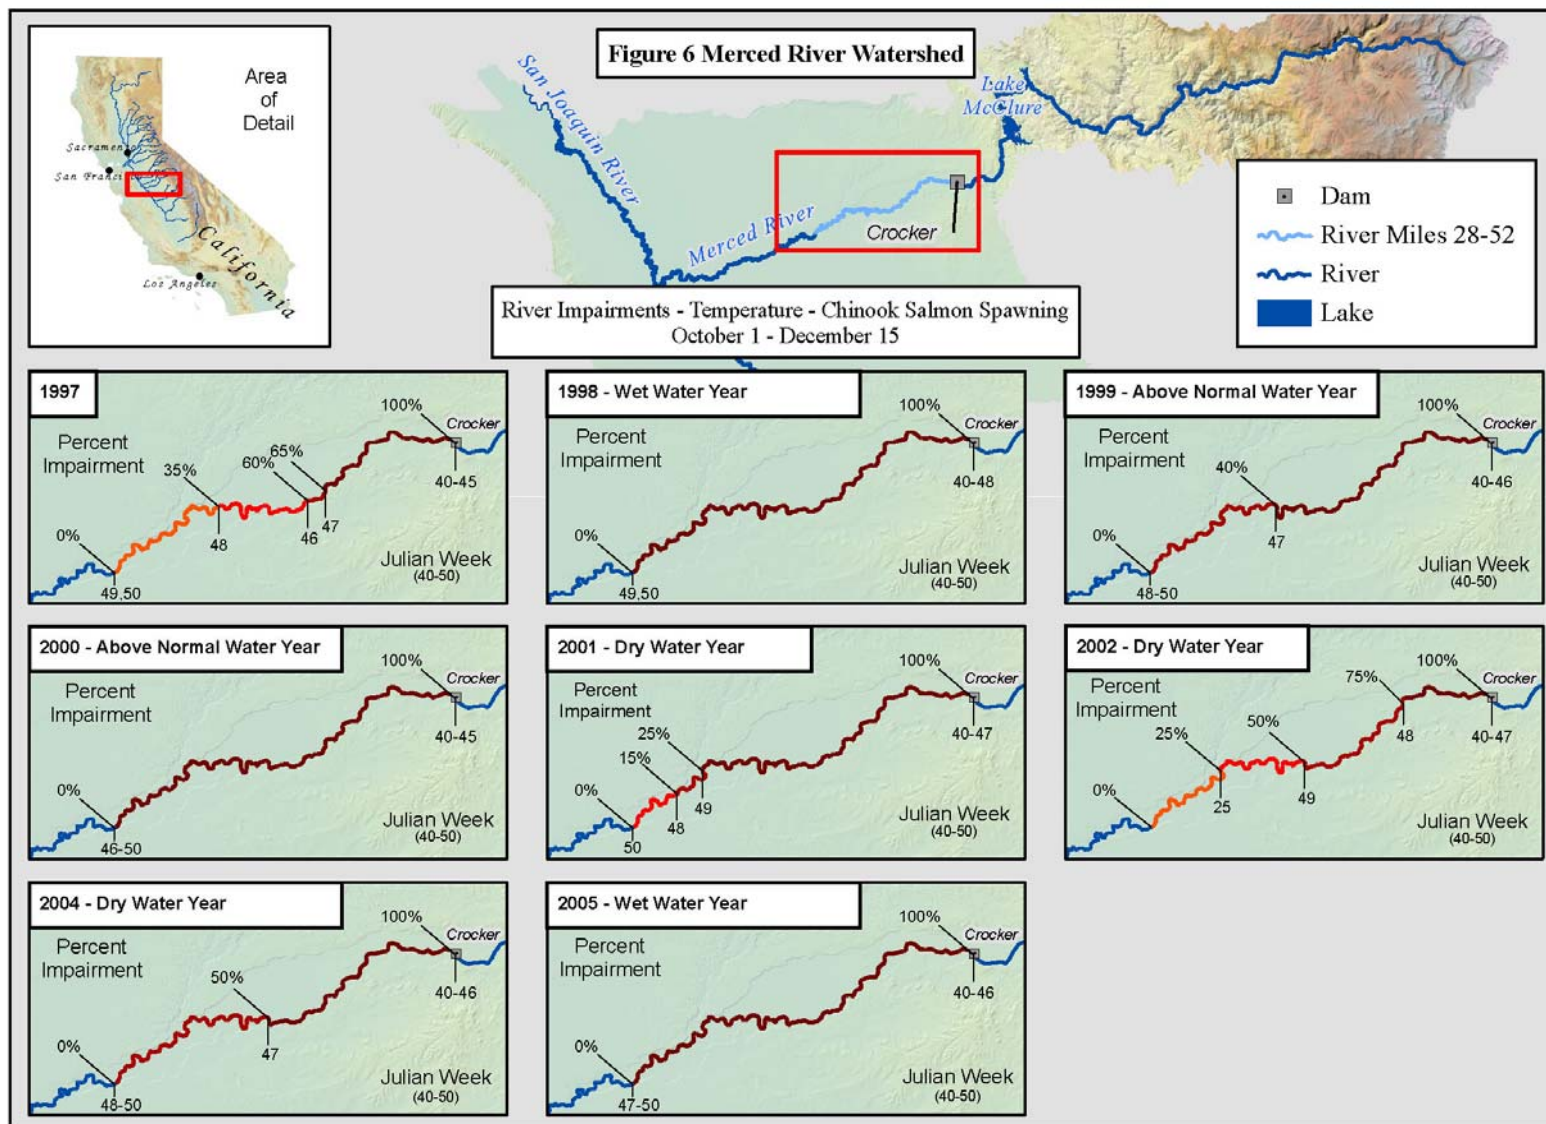 Figure 6 Merced River Watershed
Area
of
Detail
Sacramento
San Francisco
Los Angeles
California
San Joaquin River
Merced River
Lake
McClure
Crocker
Dam
River Miles 28-52
River
Lake
River Impairments - Temperature - Chinook Salmon Spawning
October 1 - December 15
1997
Percent
Impairment
100%
Crocker
65%
60%
35%
0%
40-45
47
46
48
49,50
Julian Week
(40-50)
1998 - Wet Water Year
Percent
Impairment
100%
Crocker
0%
40-48
49,50
Julian Week
(40-50)
1999 - Above Normal Water Year
Percent
Impairment
100%
Crocker
40%
0%
40-46
47
48-50
Julian Week
(40-50)
2000 - Above Normal Water Year
Percent
Impairment
100%
Crocker
0%
40-45
46-50
Julian Week
(40-50)
2001 - Dry Water Year
Percent
Impairment
100%
Crocker
25%
15%
0%
40-47
49
48
50
Julian Week
(40-50)
2002 - Dry Water Year
Percent
Impairment
100%
Crocker
75%
50%
25%
0%
40-47
48
49
25
Julian Week
(40-50)
2004 - Dry Water Year
Percent
Impairment
100%
Crocker
50%
0%
40-46
47
48-50
Julian Week
(40-50)
2005 - Wet Water Year
Percent
Impairment
100%
Crocker
0%
40-46
47-50
Julian Week
(40-50)